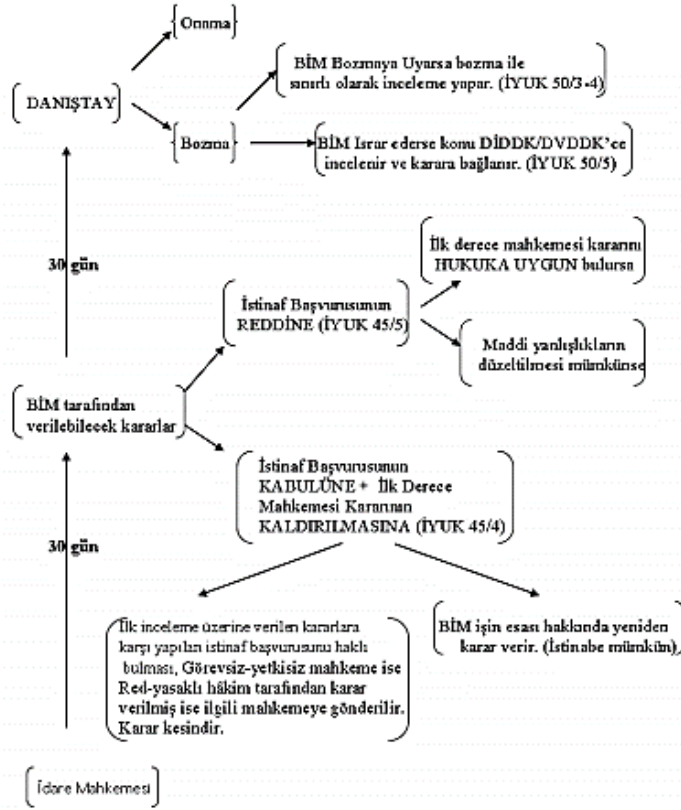 Onama
BİM Bozmaya Uyarsa bozma ile
sınırlı olarak inceleme yapar. (İYUK 50/3-4)
DANIŞTAY
Bozma
BİM Israr ederse konu DİDDK/DVDDK'ce
incelenir ve karara bağlanır. (İYUK 50/5)
30 gün
İlk derece mahkemesi kararını
HUKUKA UYGUN bulursa
İstinaf Başvurusunun
REDDİNE (İYUK 45/5)
Maddi yanlışlıkların
düzeltilmesi mümkünse
BİM tarafından
verilebilecek kararlar
İstinaf Başvurusunun
KABULÜNE + İlk Derece
Mahkemesi Kararının
KALDIRILMASINA (İYUK 45/4)
30 gün
İlk inceleme üzerine verilen kararlara
karşı yapılan istinaf başvurusunu haklı
bulması, Görevsiz-yetkisiz mahkeme ise
Red-yasaklı hâkim tarafından karar
verilmiş ise ilgili mahkemeye gönderilir.
Karar kesindir.
BİM işin esası hakkında yeniden
karar verir. (İstinabe mümkün)
İdare Mahkemesi